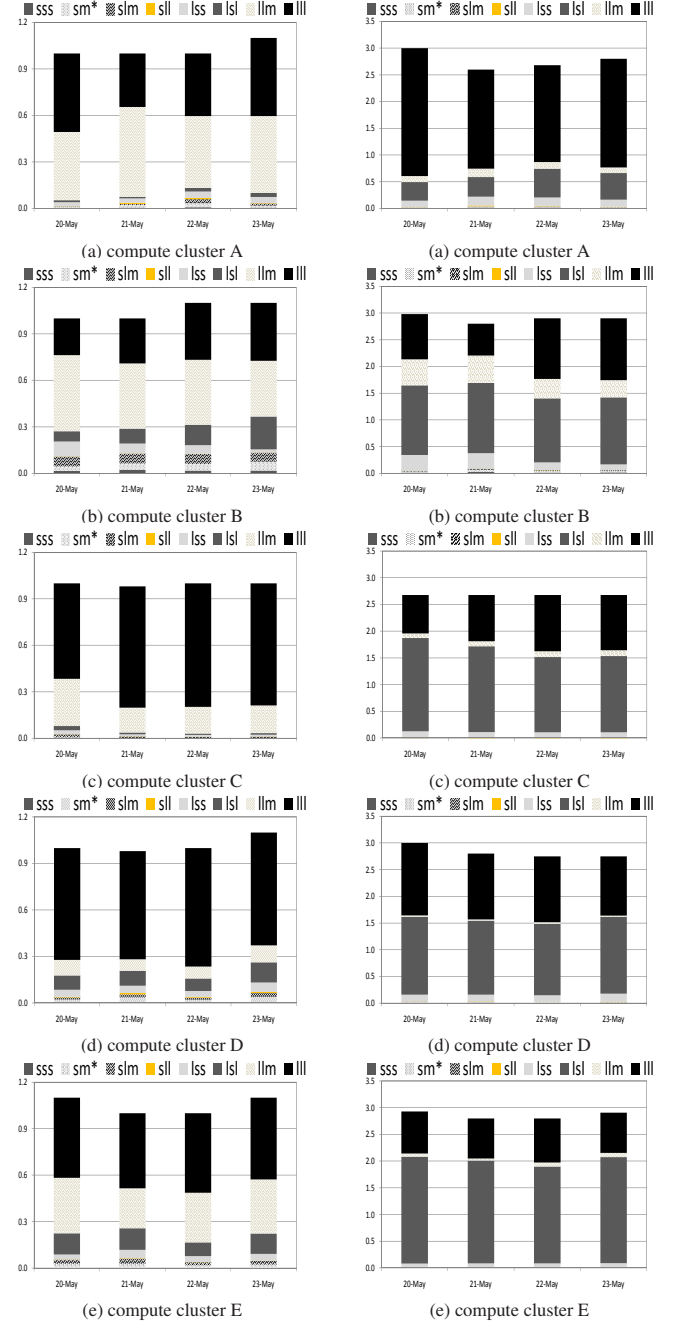 sss sm* slm sll lss lsl llm lll
1.2
0.9
0.6
0.3
0.0
20-May 21-May 22-May 23-May
(a) compute cluster A
sss sm* slm sll lss lsl llm lll
1.2
0.9
0.6
0.3
0.0
20-May 21-May 22-May 23-May
(b) compute cluster B
sss sm* slm sll lss lsl llm lll
1.2
0.9
0.6
0.3
0.0
20-May 21-May 22-May 23-May
(c) compute cluster C
sss sm* slm sll lss lsl llm lll
1.2
0.9
0.6
0.3
0.0
20-May 21-May 22-May 23-May
(d) compute cluster D
sss sm* slm sll lss lsl llm lll
1.2
0.9
0.6
0.3
0.0
20-May 21-May 22-May 23-May
(e) compute cluster E
sss sm* slm sll lss lsl llm lll
3.5
3.0
2.5
2.0
1.5
1.0
0.5
0.0
20-May 21-May 22-May 23-May
(a) compute cluster A
sss sm* slm sll lss lsl llm lll
3.5
3.0
2.5
2.0
1.5
1.0
0.5
0.0
20-May 21-May 22-May 23-May
(b) compute cluster B
sss sm* slm sll lss lsl llm lll
3.5
3.0
2.5
2.0
1.5
1.0
0.5
0.0
20-May 21-May 22-May 23-May
(c) compute cluster C
sss sm* slm sll lss lsl llm lll
3.5
3.0
2.5
2.0
1.5
1.0
0.5
0.0
20-May 21-May 22-May 23-May
(d) compute cluster D
sss sm* slm sll lss lsl llm lll
3.5
3.0
2.5
2.0
1.5
1.0
0.5
0.0
20-May 21-May 22-May 23-May
(e) compute cluster E